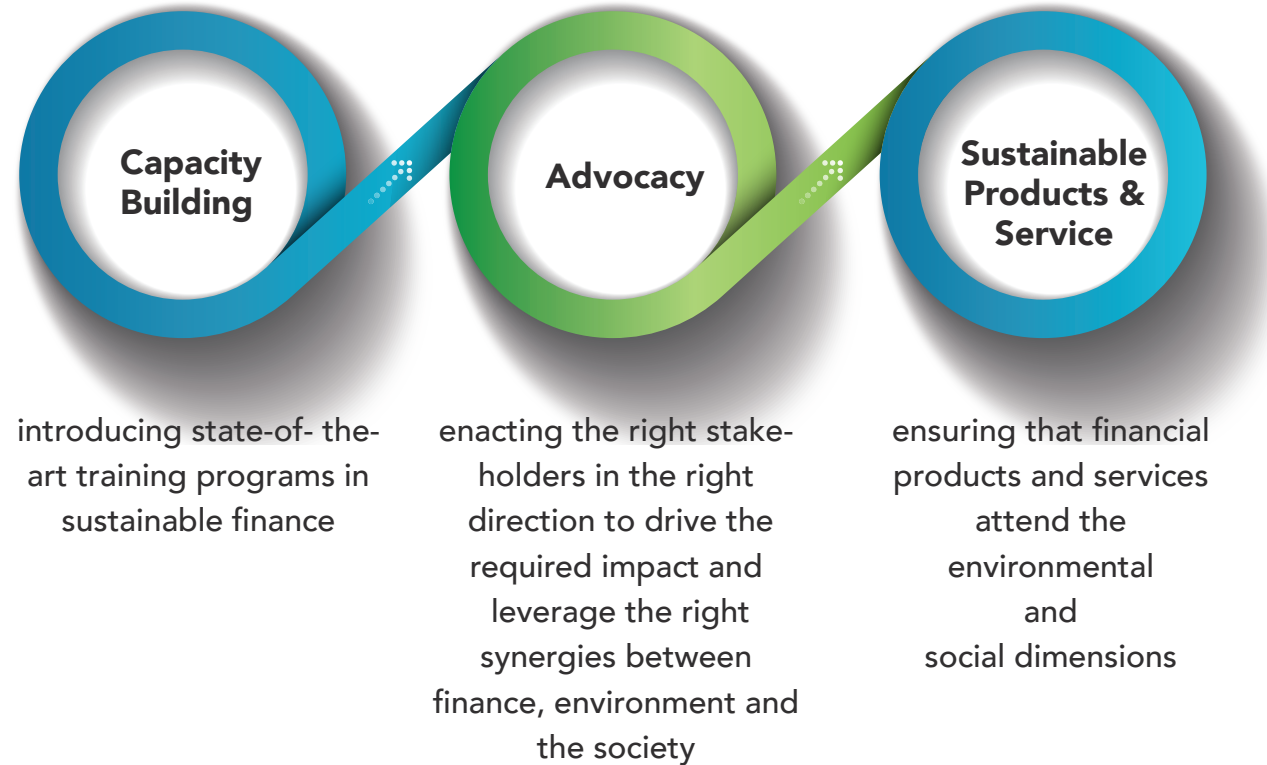 Capacity
Building
Advocacy
Sustainable
Products &
Service
introducing state-of- the-
art training programs in
sustainable finance
enacting the right stake-
holders in the right
direction to drive the
required impact and
leverage the right
synergies between
finance, environment and
the society
ensuring that financial
products and services
attend the
environmental
and
social dimensions